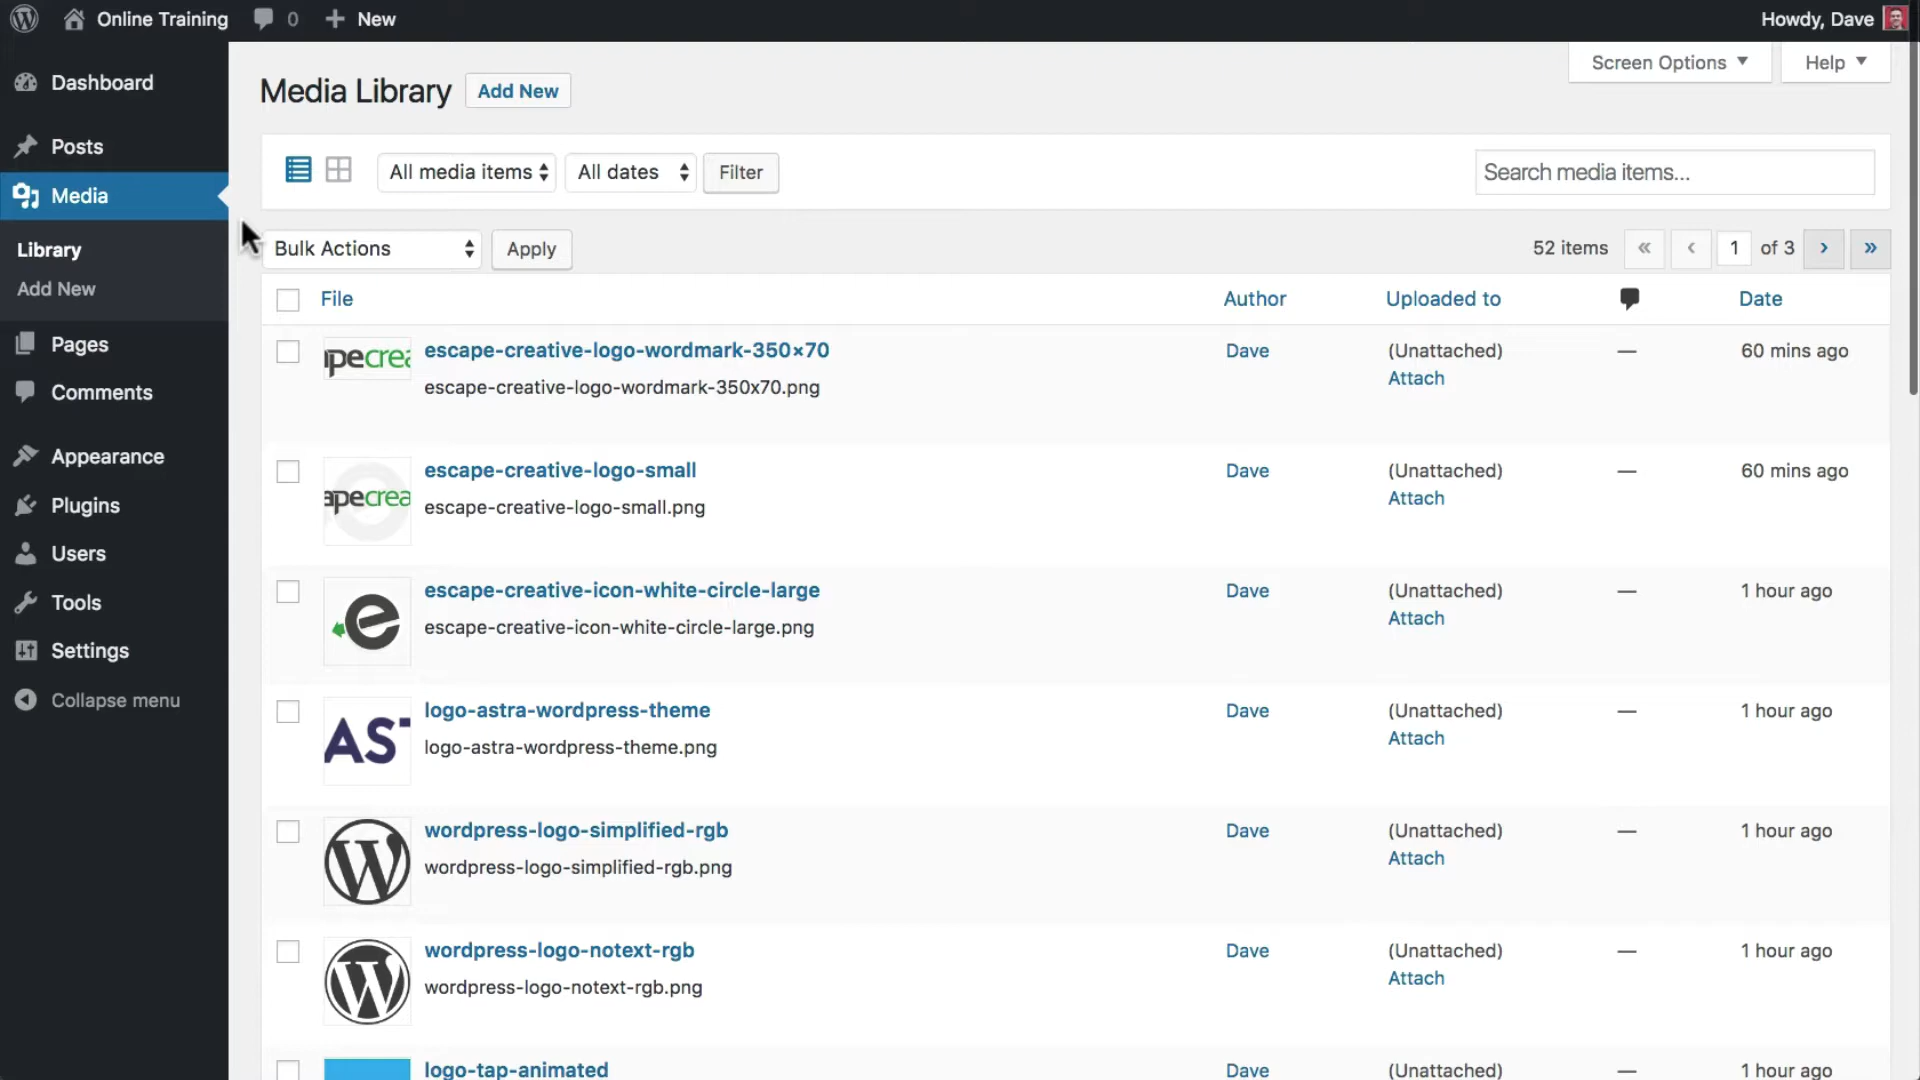 Online Training 0 New Howdy, Dave
Screen Options Help
Dashboard
Posts
Media
Library
Add New
Pages
Comments
Appearance
Plugins
Users
Tools
Settings
Collapse menu
Media Library Add New
All media items All dates Filter Search media items...
Bulk Actions Apply 52 items « ‹ 1 of 3 › »
File Author Uploaded to Date
escape-creative-logo-wordmark-350×70 Dave (Unattached) — 60 mins ago
escape-creative-logo-wordmark-350x70.png Attach
escape-creative-logo-small Dave (Unattached) — 60 mins ago
escape-creative-logo-small.png Attach
escape-creative-icon-white-circle-large Dave (Unattached) — 1 hour ago
escape-creative-icon-white-circle-large.png Attach
logo-astra-wordpress-theme Dave (Unattached) — 1 hour ago
logo-astra-wordpress-theme.png Attach
wordpress-logo-simplified-rgb Dave (Unattached) — 1 hour ago
wordpress-logo-simplified-rgb.png Attach
wordpress-logo-notext-rgb Dave (Unattached) — 1 hour ago
wordpress-logo-notext-rgb.png Attach
logo-tap-animated Dave (Unattached) — 1 hour ago